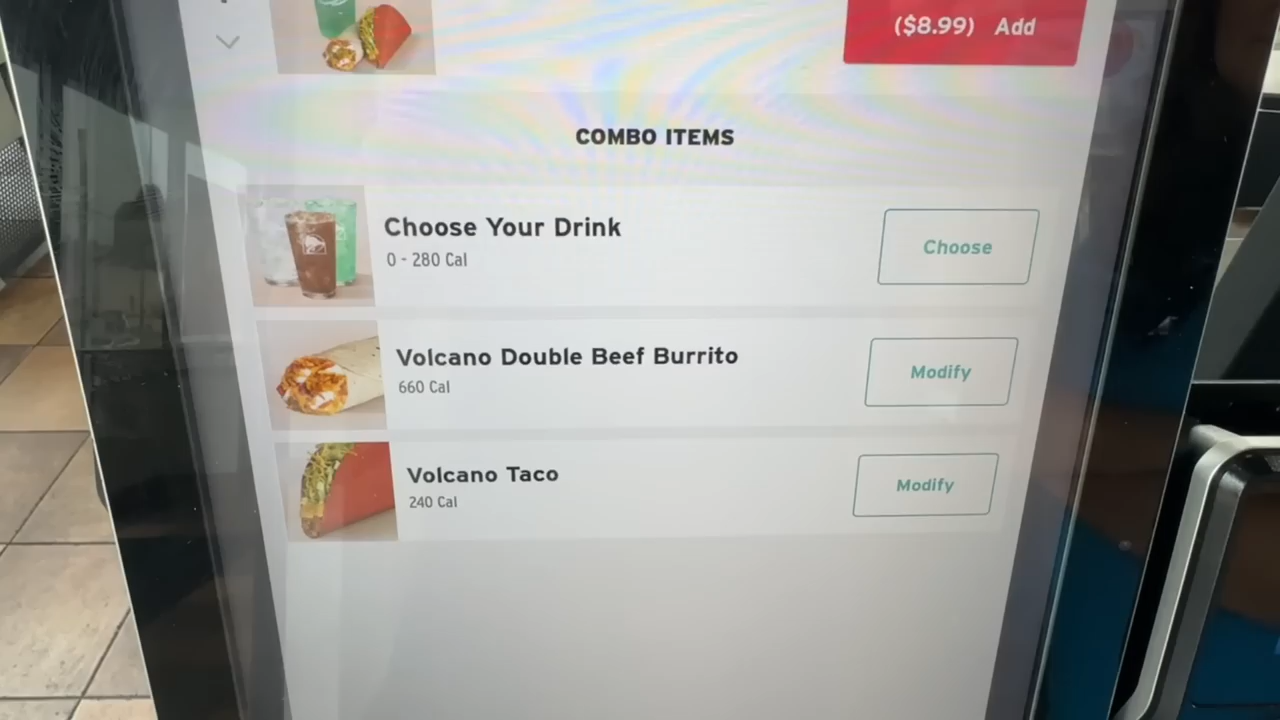 ($8.99) Add
COMBO ITEMS
Choose Your Drink
0 - 280 Cal
Choose
Volcano Double Beef Burrito
660 Cal
Modify
Volcano Taco
240 Cal
Modify